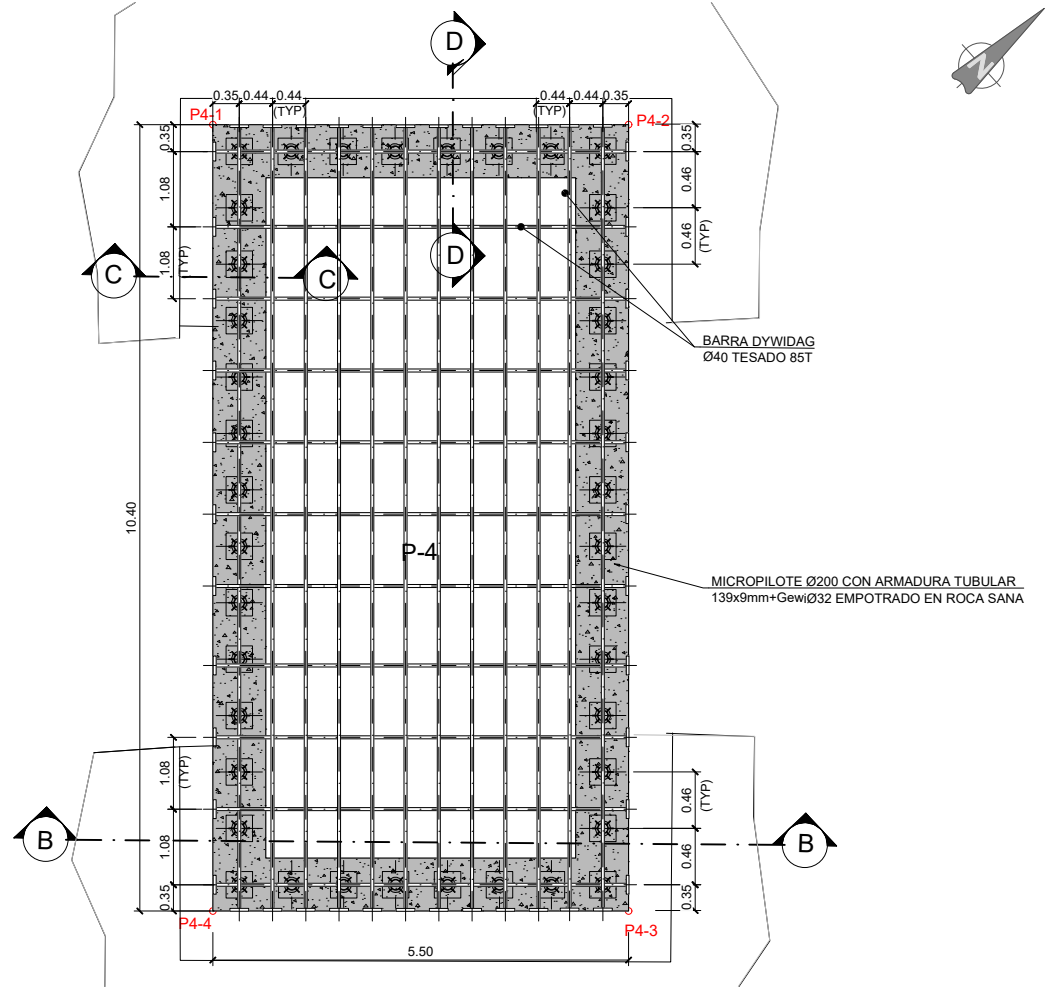 D
N
0.35 0.44 0.44 (TYP)
0.44 (TYP) 0.44 0.35
P4-1
P4-2
0.35
1.08
1.08 (TYP)
0.35
0.46
0.46 (TYP)
C
C
D
BARRA DYWIDAG
Ø40 TESADO 85T
10.40
P-4
MICROPILOTE Ø200 CON ARMADURA TUBULAR
139x9mm+GewiØ32 EMPOTRADO EN ROCA SANA
1.08 (TYP)
1.08
0.35
0.46 (TYP)
0.46
0.35
B
B
P4-4
P4-3
5.50